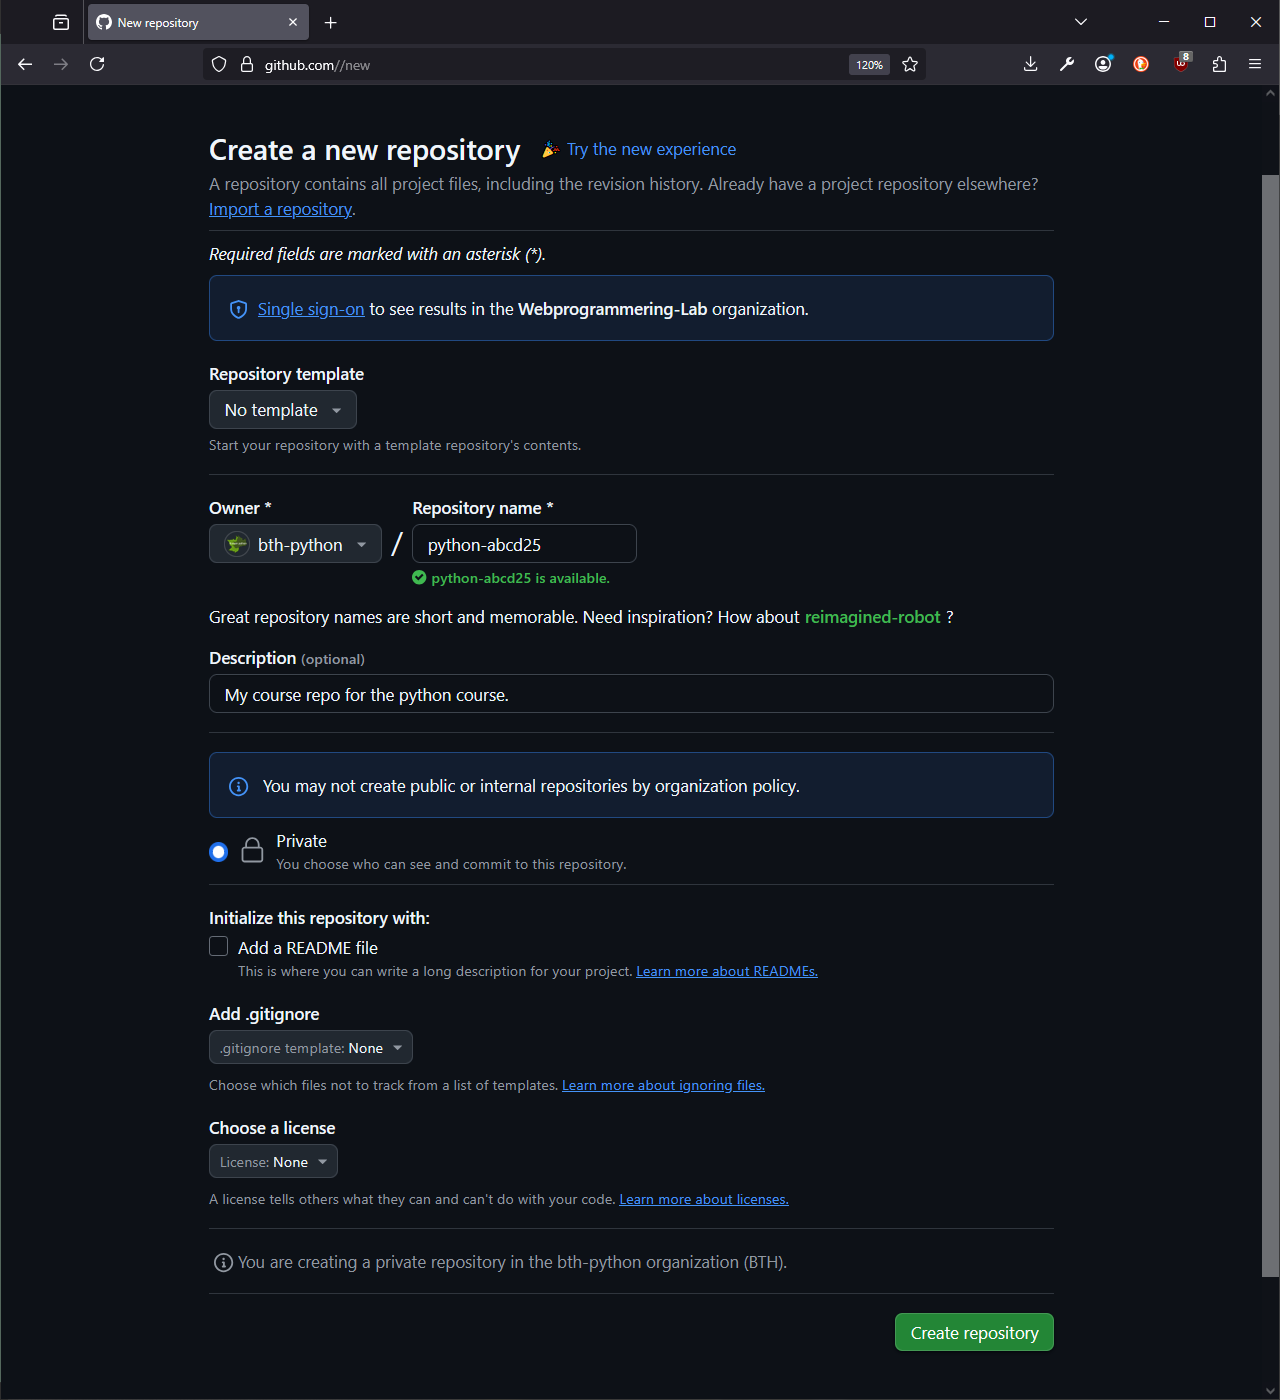 New repository
github.com//new
120%
8
Create a new repository
Try the new experience
A repository contains all project files, including the revision history. Already have a project repository elsewhere?
Import a repository.
Required fields are marked with an asterisk (*).
Single sign-on to see results in the Webprogrammering-Lab organization.
Repository template
No template
Start your repository with a template repository's contents.
Owner * Repository name *
bth-python / python-abcd25
python-abcd25 is available.
Great repository names are short and memorable. Need inspiration? How about reimagined-robot ?
Description (optional)
My course repo for the python course.
You may not create public or internal repositories by organization policy.
Private
You choose who can see and commit to this repository.
Initialize this repository with:
Add a README file
This is where you can write a long description for your project. Learn more about READMEs.
Add .gitignore
.gitignore template: None
Choose which files not to track from a list of templates. Learn more about ignoring files.
Choose a license
License: None
A license tells others what they can and can't do with your code. Learn more about licenses.
You are creating a private repository in the bth-python organization (BTH).
Create repository